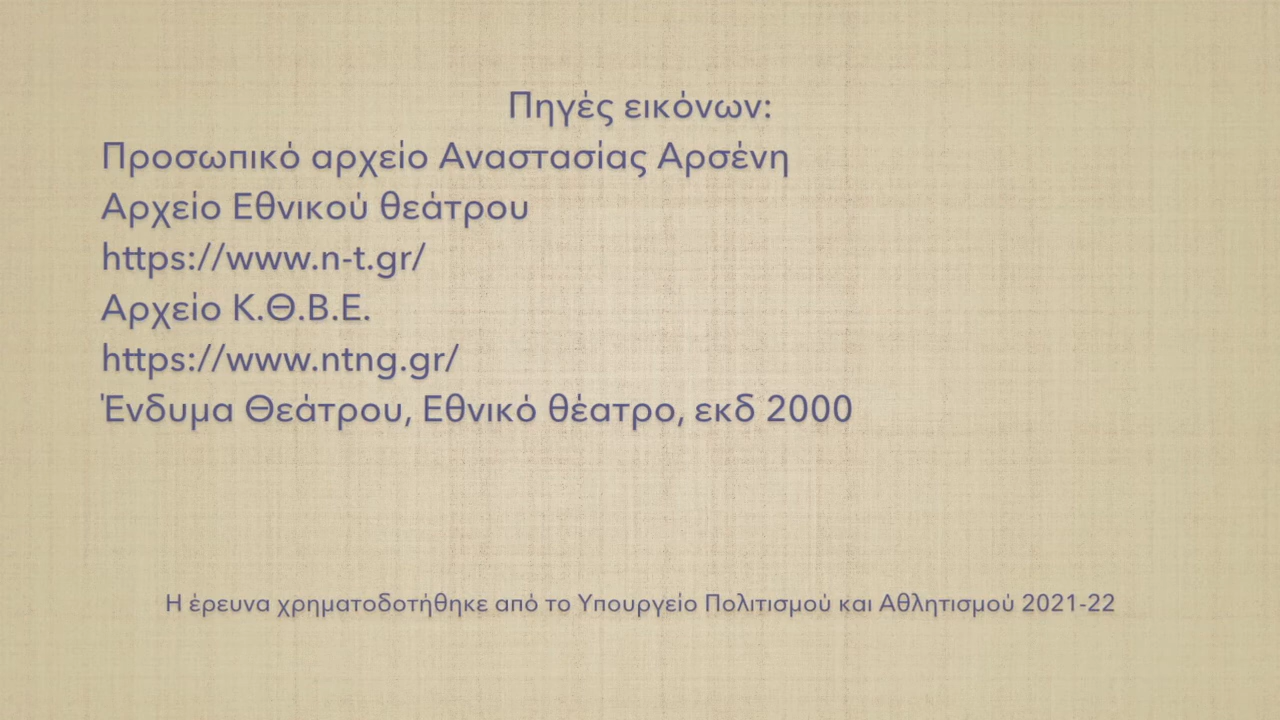 Πηγές εικόνων:
Προσωπικό αρχείο Αναστασίας Αρσένη
Αρχείο Εθνικού θεάτρου
https://www.n-t.gr/
Αρχείο Κ.Θ.Β.Ε.
https://www.ntng.gr/
Ένδυμα Θεάτρου, Εθνικό θέατρο, εκδ 2000
Η έρευνα χρηματοδοτήθηκε από το Υπουργείο Πολιτισμού και Αθλητισμού 2021-22